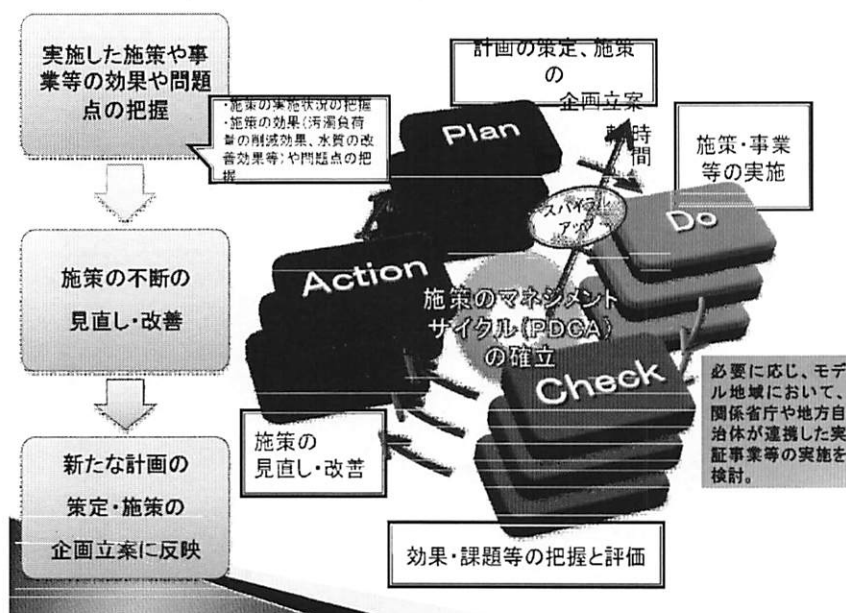 実施した施策や事
業等の効果や問題
点の把握
・施策の実施状況の把握
・施策の効果(汚濁負荷
量の削減効果、水質の改
善効果等)や問題点の把
握
施策の不断の
見直し・改善
新たな計画の
策定・施策の
企画立案に反映
計画の策定、施策
の
企画立案
Plan
時間
軸
施策・事業
等の実施
スパイラル
アップ
Do
Action
施策のマネジメント
サイクル(PDCA)
の確立
Check
必要に応じ、モデ
ル地域において、
関係省庁や地方自
治体が連携した実
証事業等の実施を
検討。
施策の
見直し・改善
効果・課題等の把握と評価